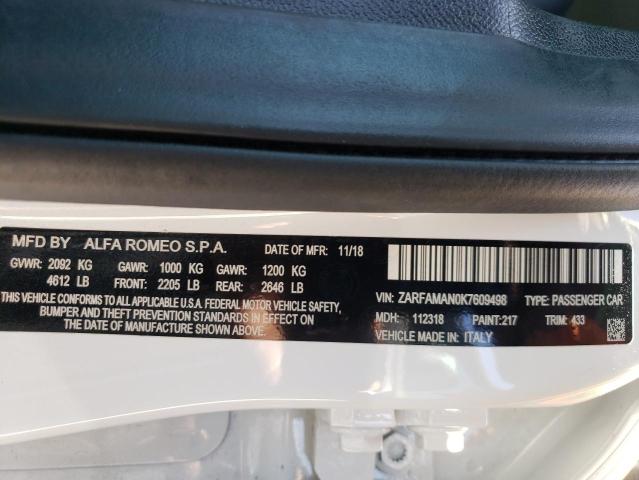 MFD BY ALFA ROMEO S.P.A. DATE OF MFR: 11/18
GVWR: 2092 KG GAWR: 1000 KG GAWR: 1200 KG
4612 LB FRONT: 2205 LB REAR: 2646 LB
THIS VEHICLE CONFORMS TO ALL APPLICABLE U.S.A. FEDERAL MOTOR VEHICLE SAFETY,
BUMPER AND THEFT PREVENTION STANDARDS IN EFFECT ON
THE DATE OF MANUFACTURE SHOWN ABOVE.
VIN: ZARFAMAN0K7609498 TYPE: PASSENGER CAR
MDH: 112318 PAINT:217 TRIM: 433
VEHICLE MADE IN: ITALY